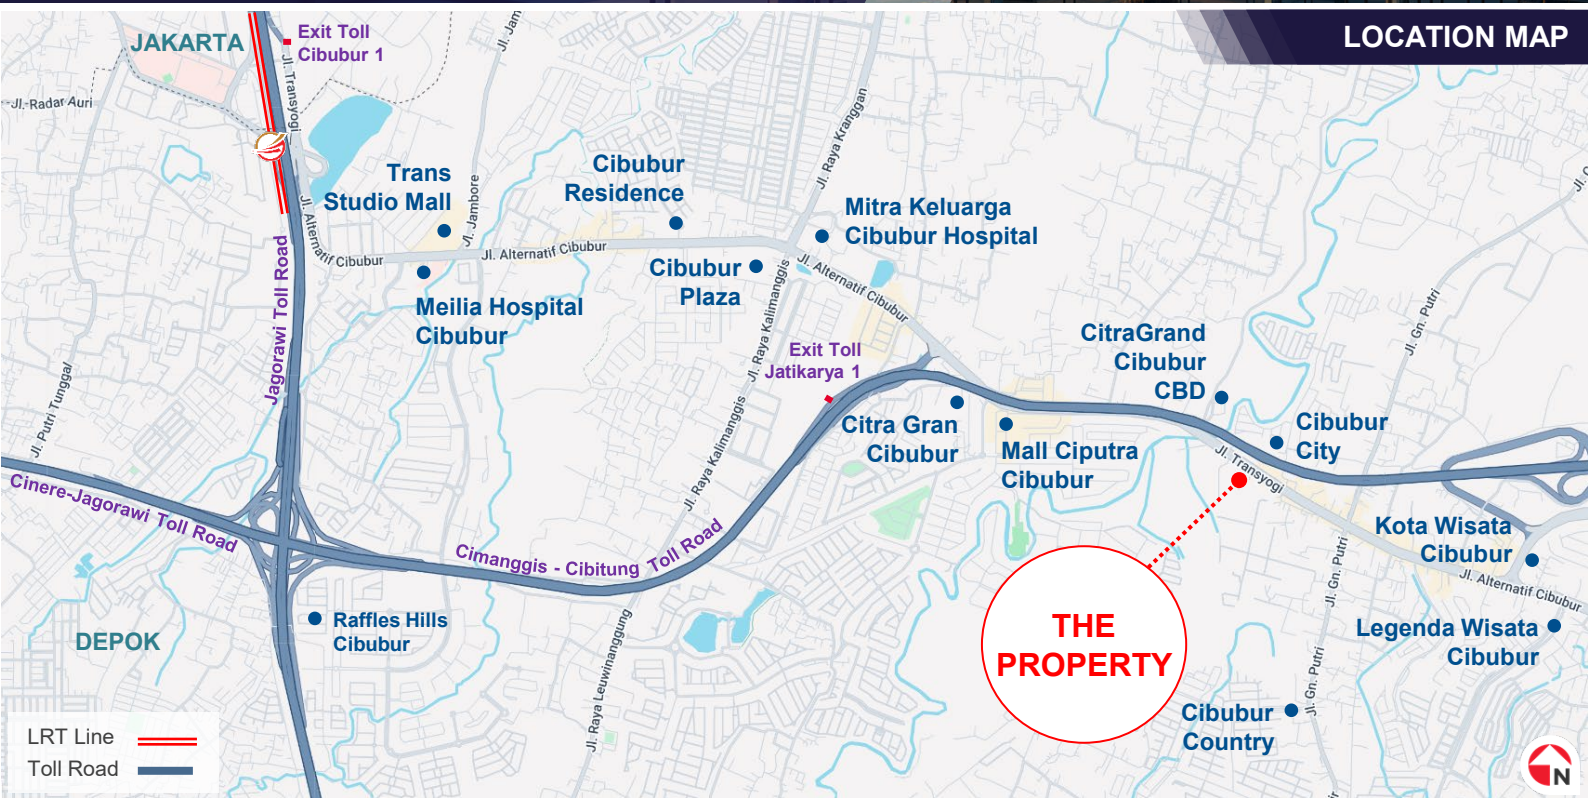 LOCATION MAP
JAKARTA
Exit Toll
Cibubur 1
Jl. Jam
Jl. Radar Auri
Jl. Transyogi
Jl. Raya Kranggan
Trans
Studio Mall
Cibubur
Residence
Jl. Jambore
Mitra Keluarga
Cibubur Hospital
Jl. Alternatif Cibubur
Jl. Alternatif Cibubur
Jl. Alternatif Cibubur
Cibubur
Plaza
Meilia Hospital
Cibubur
Jagorawi Toll Road
Jl. Raya Kalimanggis
Exit Toll
Jatikarya 1
CitraGrand
Cibubur
CBD
Jl. Gn. Putri
Jl. Putri Tunggal
Jl. Raya Kalimanggis
Citra Gran
Cibubur
Mall Ciputra
Cibubur
Cibubur
City
Jl. Transyogi
Cinere-Jagorawi Toll Road
Cimanggis - Cibitung Toll Road
Kota Wisata
Cibubur
Jl. Gn. Putri
Jl. Alternatif Cibubur
Raffles Hills
Cibubur
DEPOK
THE
PROPERTY
Legenda Wisata
Cibubur
Jl. Raya Leuwinanggung
Jl. Gn. Putri
Cibubur
Country
LRT Line
Toll Road
N